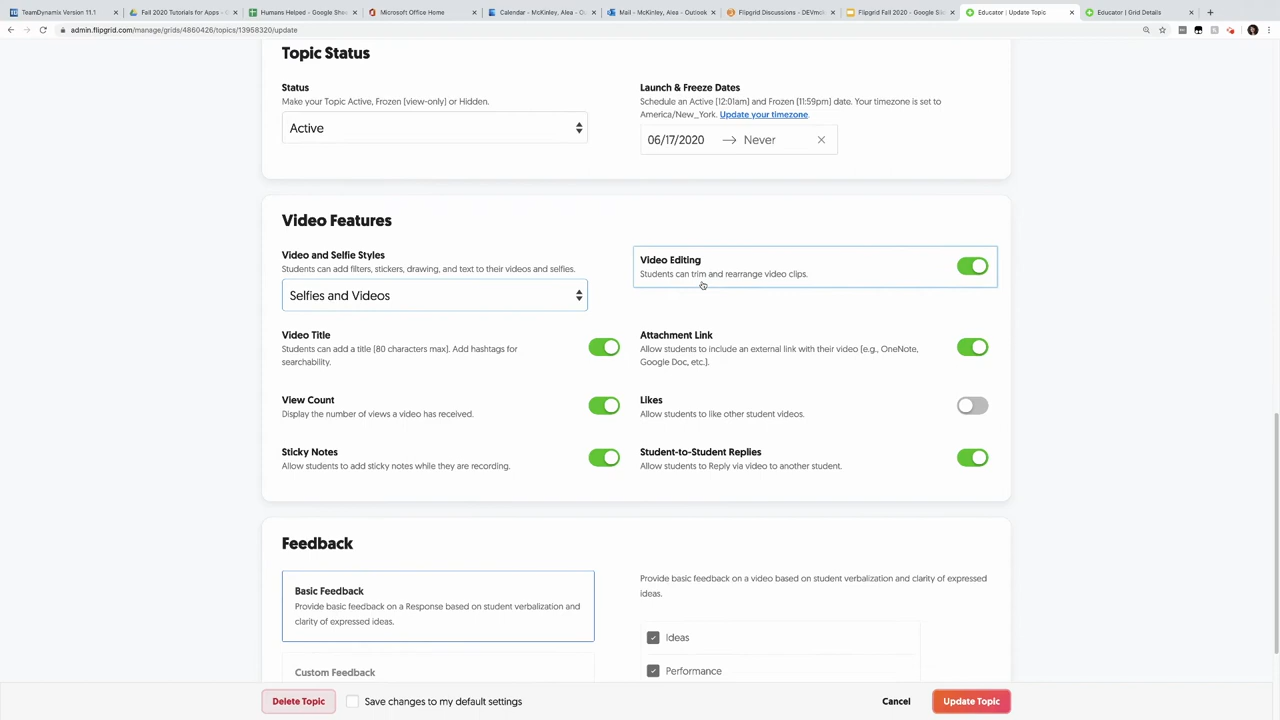 TeamDynamix Version 11.1
Fall 2020 Tutorials for Apps - G
Humans Helped - Google Shee
Microsoft Office Home
Calendar - McKinley, Alea - Ou
Mail - McKinley, Alea - Outlook
Flipgrid Discussions - DEVmol
Flipgrid Fall 2020 - Google Slid
Educator | Update Topic
Educator | Grid Details
admin.flipgrid.com/manage/grids/4860426/topics/13958320/update
Topic Status
Status
Make your Topic Active, Frozen (view-only) or Hidden.
Active
Launch & Freeze Dates
Schedule an Active (12:01am) and Frozen (11:59pm) date. Your timezone is set to
America/New_York. Update your timezone.
06/17/2020 → Never
Video Features
Video and Selfie Styles
Students can add filters, stickers, drawing, and text to their videos and selfies.
Selfies and Videos
Video Editing
Students can trim and rearrange video clips.
Video Title
Students can add a title (80 characters max). Add hashtags for
searchability.
Attachment Link
Allow students to include an external link with their video (e.g., OneNote,
Google Doc, etc.).
View Count
Display the number of views a video has received.
Likes
Allow students to like other student videos.
Sticky Notes
Allow students to add sticky notes while they are recording.
Student-to-Student Replies
Allow students to Reply via video to another student.
Feedback
Basic Feedback
Provide basic feedback on a Response based on student verbalization and
clarity of expressed ideas.
Custom Feedback
Provide basic feedback on a video based on student verbalization and clarity of expressed
ideas.
Ideas
Performance
Delete Topic
Save changes to my default settings
Cancel
Update Topic